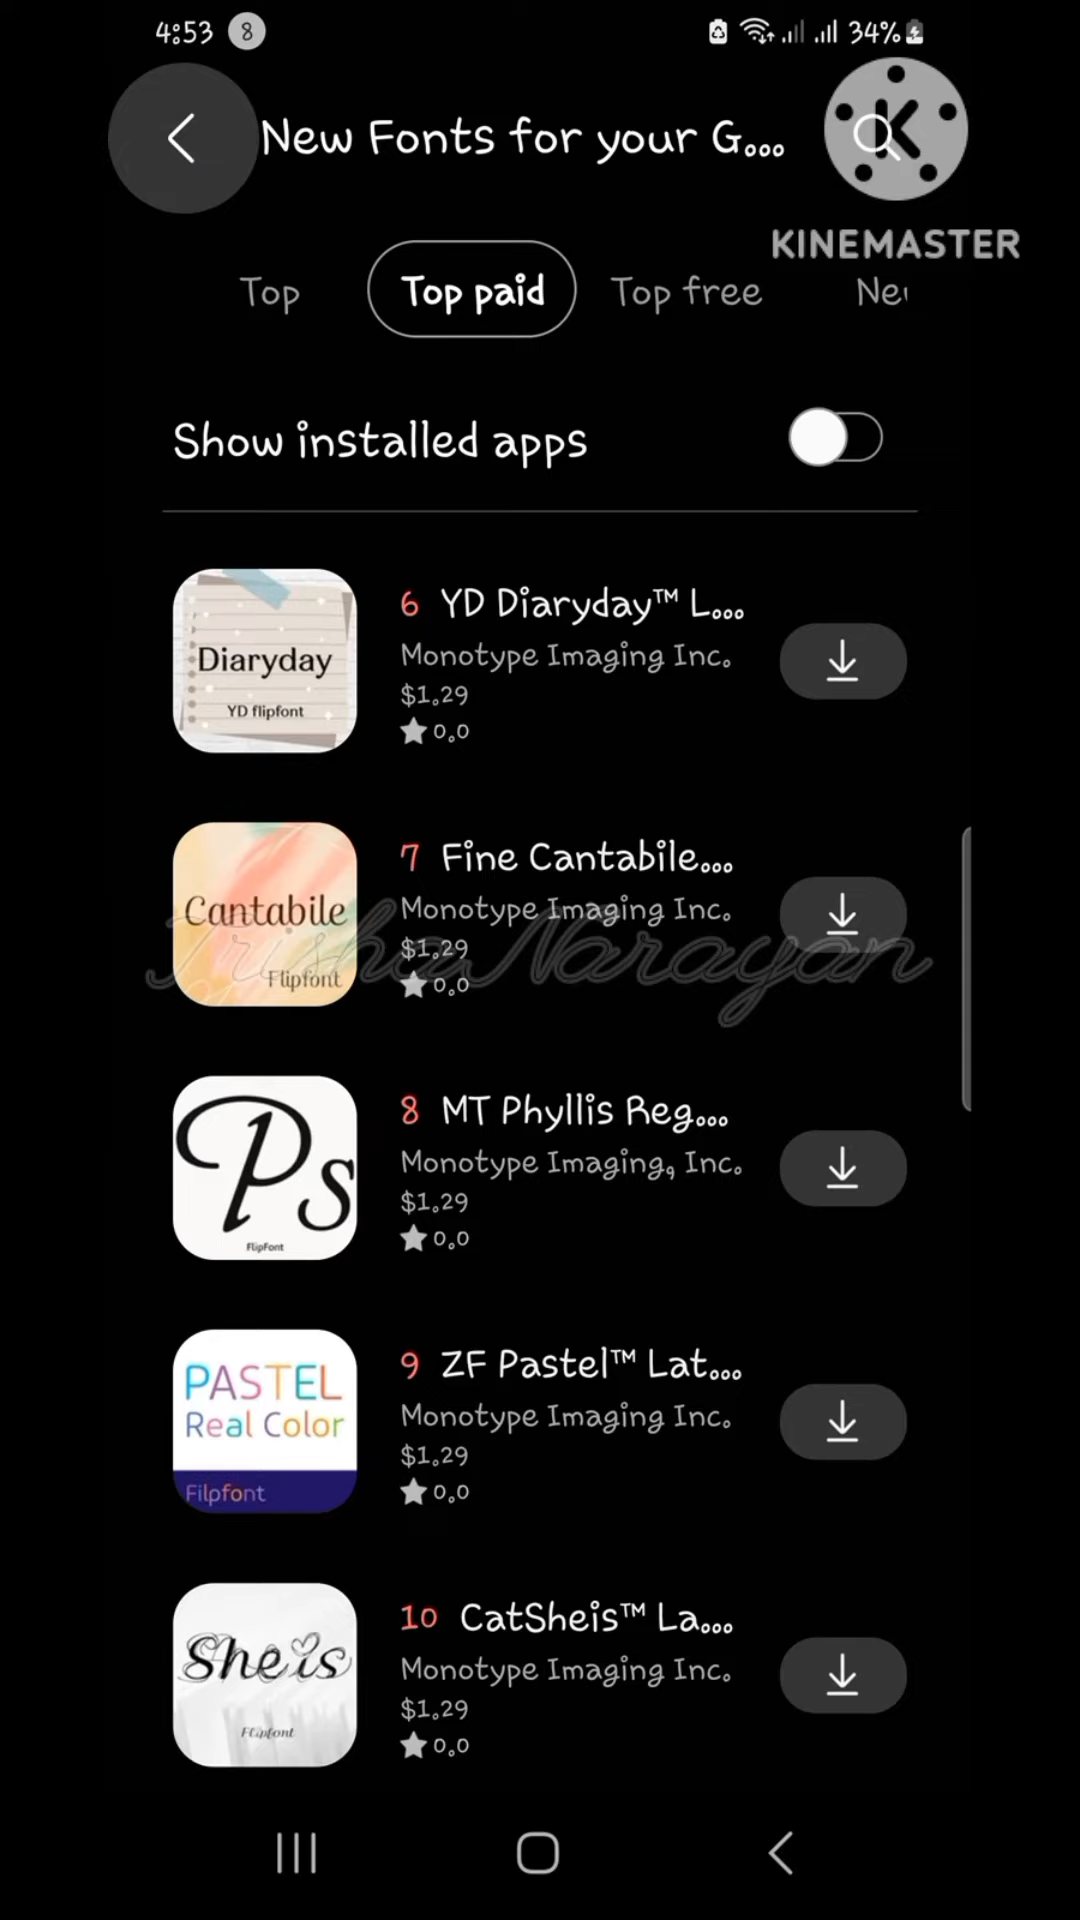 4:53 8 34%
New Fonts for your G...
KINEMASTER
Top Top paid Top free Ne
Show installed apps
Diaryday
YD flipfont
6 YD Diaryday™ L...
Monotype Imaging Inc.
$1.29
0.0
Cantabile
Flipfont
7 Fine Cantabile...
Monotype Imaging Inc.
$1.29
0.0
Trisha Narayan
Ps
FlipFont
8 MT Phyllis Reg...
Monotype Imaging, Inc.
$1.29
0.0
PASTEL
Real Color
Filpfont
9 ZF Pastel™ Lat...
Monotype Imaging Inc.
$1.29
0.0
Sheis
Flipfont
10 CatSheis™ La...
Monotype Imaging Inc.
$1.29
0.0